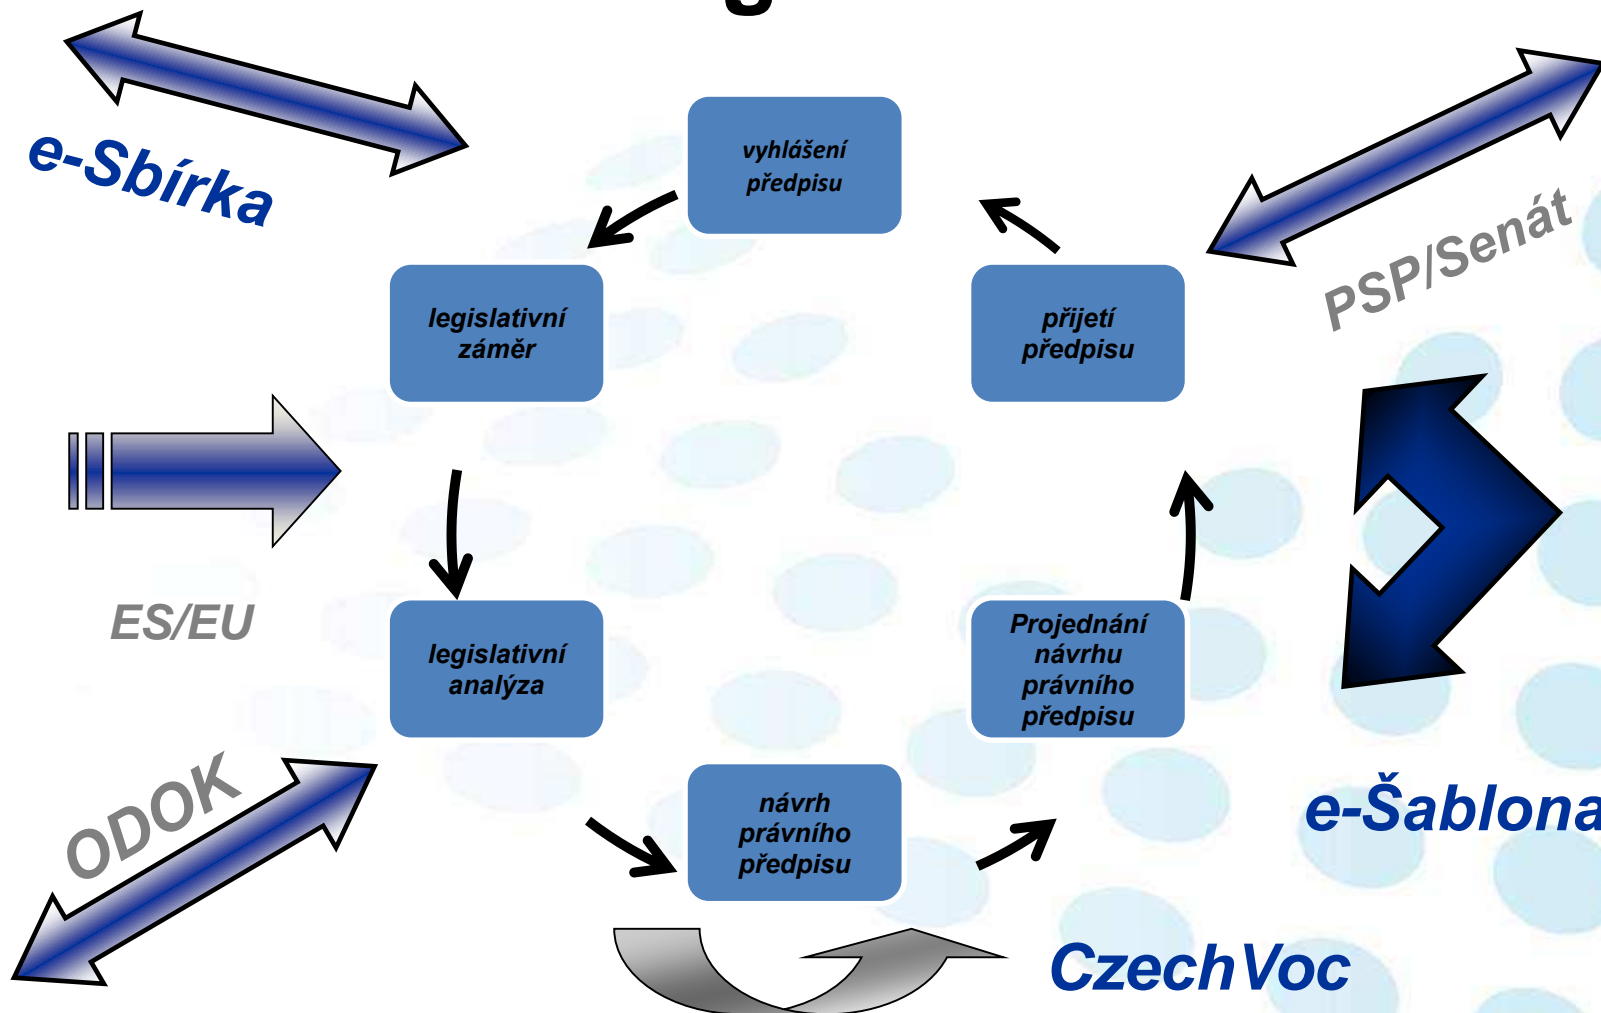 e-Sbírka
vyhlášení
předpisu
PSP/Senát
legislativní
záměr
přijetí
předpisu
ES/EU
legislativní
analýza
Projednání
návrhu
právního
předpisu
ODOK
návrh
právního
předpisu
e-Šablona
CzechVoc